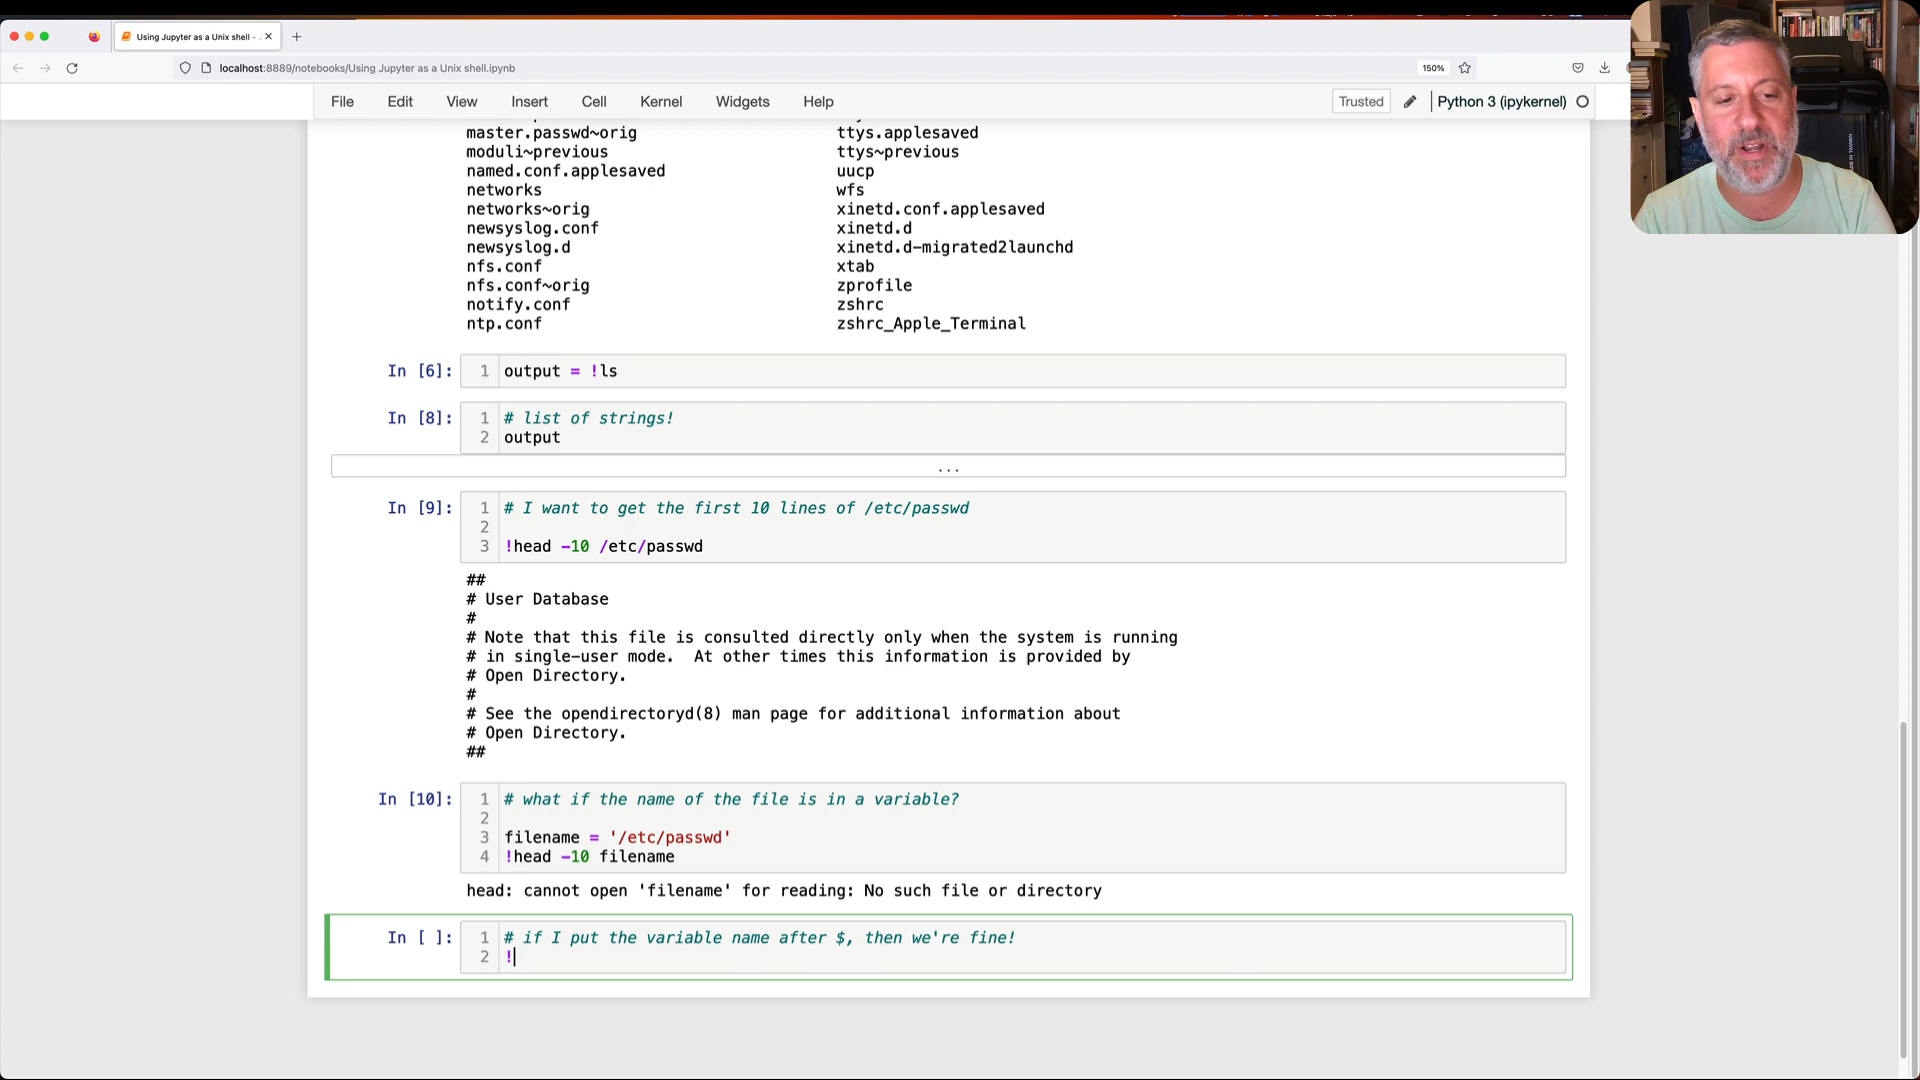 Using Jupyter as a Unix shell -
localhost:8889/notebooks/Using Jupyter as a Unix shell.ipynb
150%
File Edit View Insert Cell Kernel Widgets Help
Trusted Python 3 (ipykernel)
master.passwd~orig ttys.applesaved
moduli~previous ttys~previous
named.conf.applesaved uucp
networks wfs
networks~orig xinetd.conf.applesaved
newsyslog.conf xinetd.d
newsyslog.d xinetd.d-migrated2launchd
nfs.conf xtab
nfs.conf~orig zprofile
notify.conf zshrc
ntp.conf zshrc_Apple_Terminal
In [6]: 1 output = !ls
In [8]: 1 # list of strings!
2 output
...
In [9]: 1 # I want to get the first 10 lines of /etc/passwd
2
3 !head -10 /etc/passwd
##
# User Database
#
# Note that this file is consulted directly only when the system is running
# in single-user mode.  At other times this information is provided by
# Open Directory.
#
# See the opendirectoryd(8) man page for additional information about
# Open Directory.
##
In [10]: 1 # what if the name of the file is in a variable?
2
3 filename = '/etc/passwd'
4 !head -10 filename
head: cannot open 'filename' for reading: No such file or directory
In [ ]: 1 # if I put the variable name after $, then we're fine!
2 !